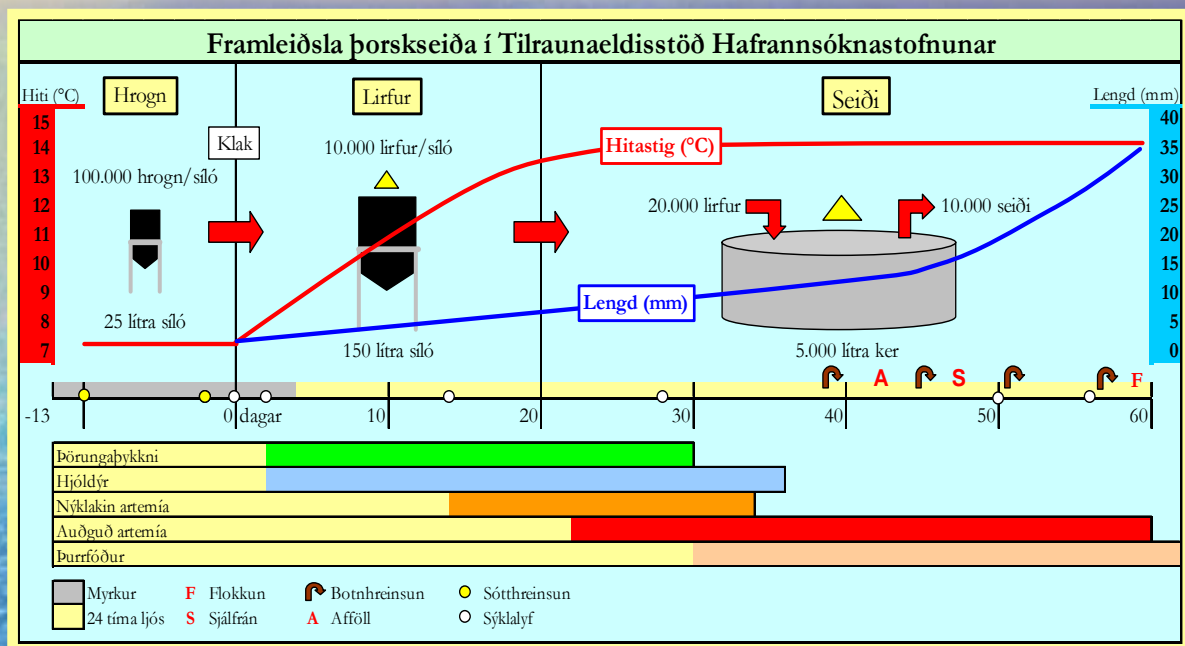 Framleiðsla þorskseiða í Tilraunaeldisstöð Hafrannsóknastofnunar
Hiti (°C)
Hrogn
Lirfur
Seiði
Lengd (mm)
15
14
13
12
11
10
9
8
7
40
35
30
25
20
15
10
5
0
Klak
100.000 hrogn/síló
10.000 lirfur/síló
Hitastig (°C)
20.000 lirfur
10.000 seiði
Lengd (mm)
25 lítra síló
150 lítra síló
5.000 lítra ker
A
S
F
-13
0 dagar
10
20
30
40
50
60
Þörungaþykkni
Hjóldýr
Nýklakin artemía
Auðguð artemía
Þurrfóður
Myrkur
F Flokkun
Botnhreinsun
Sótthreinsun
24 tíma ljós
S Sjálfrán
A Afföll
Sýklalyf